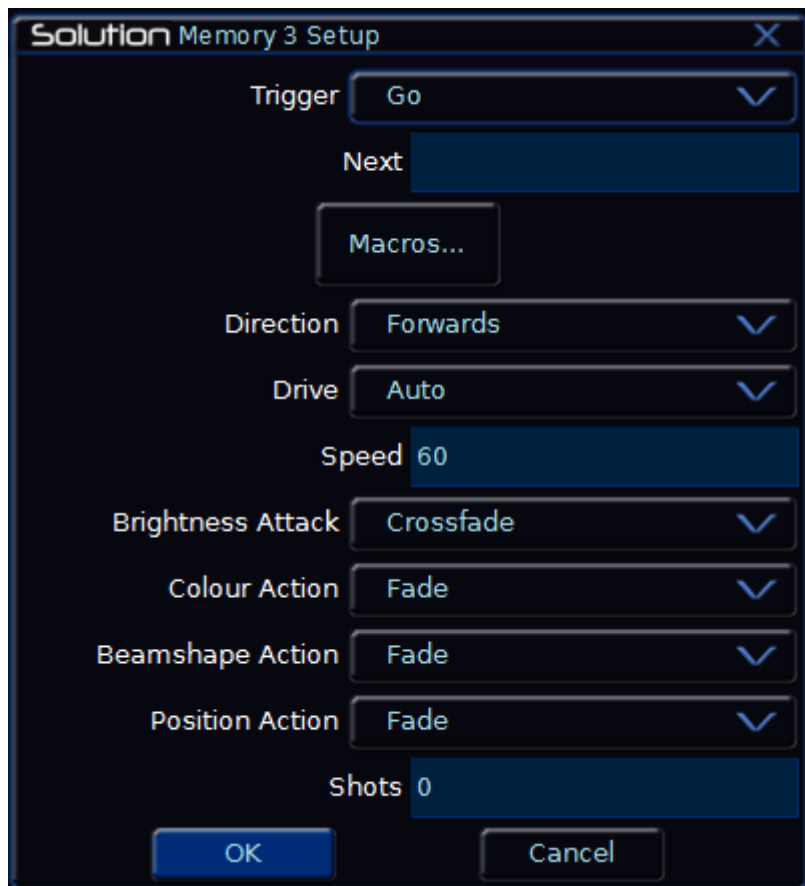 Solution Memory 3 Setup X
Trigger Go
Next
Macros...
Direction Forwards
Drive Auto
Speed 60
Brightness Attack Crossfade
Colour Action Fade
Beamshape Action Fade
Position Action Fade
Shots 0
OK Cancel